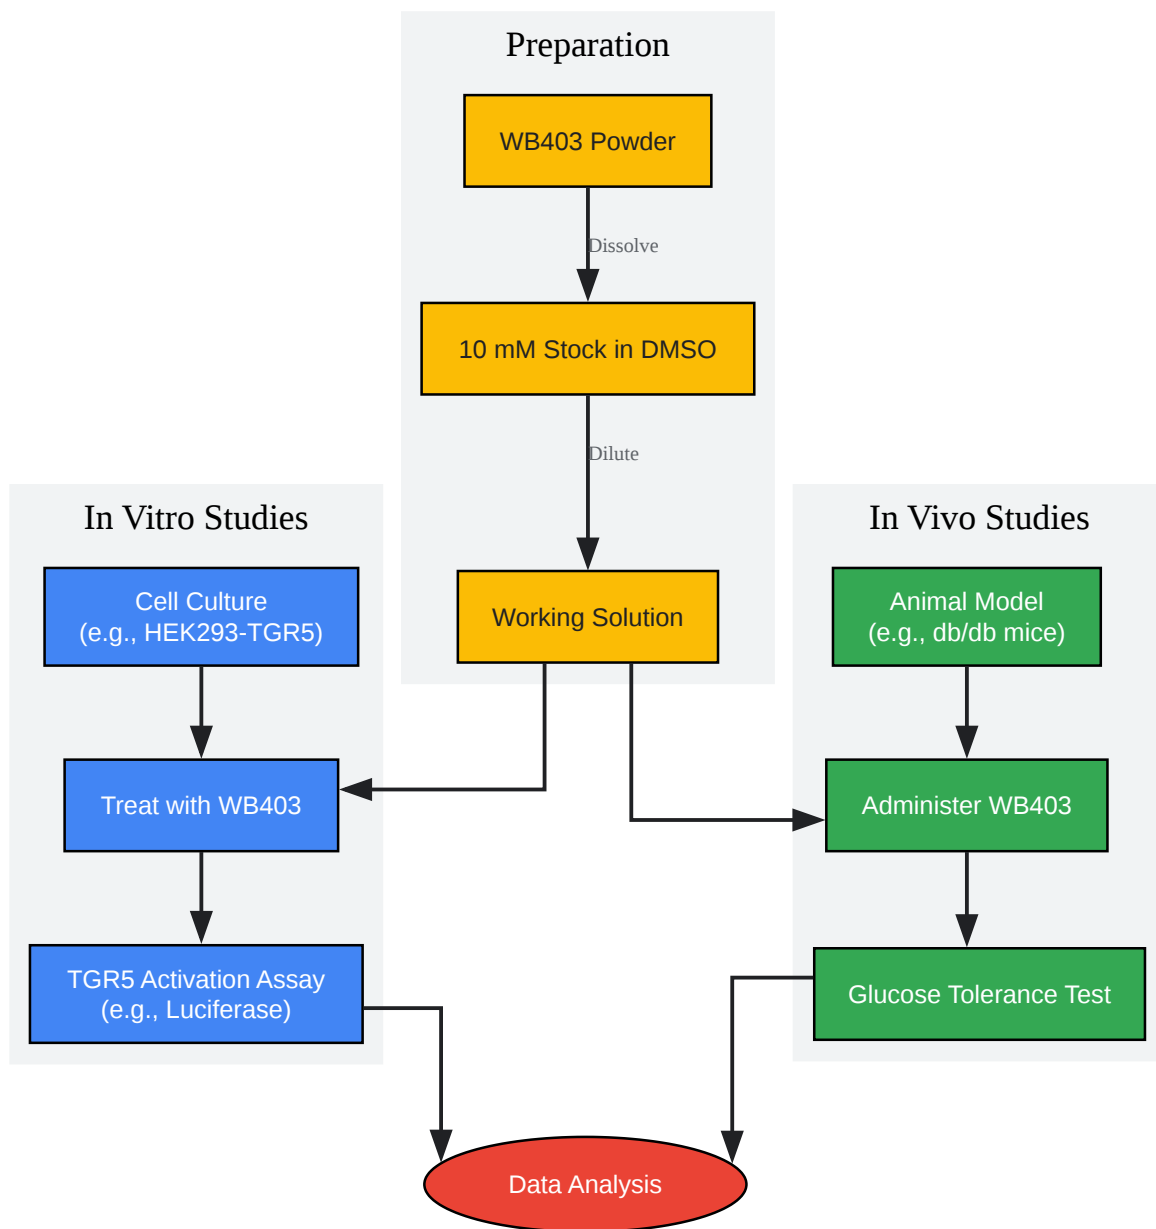 Preparation
WB403 Powder
Dissolve
10 mM Stock in DMSO
Dilute
Working Solution
In Vitro Studies
Cell Culture
(e.g., HEK293-TGR5)
Treat with WB403
TGR5 Activation Assay
(e.g., Luciferase)
In Vivo Studies
Animal Model
(e.g., db/db mice)
Administer WB403
Glucose Tolerance Test
Data Analysis